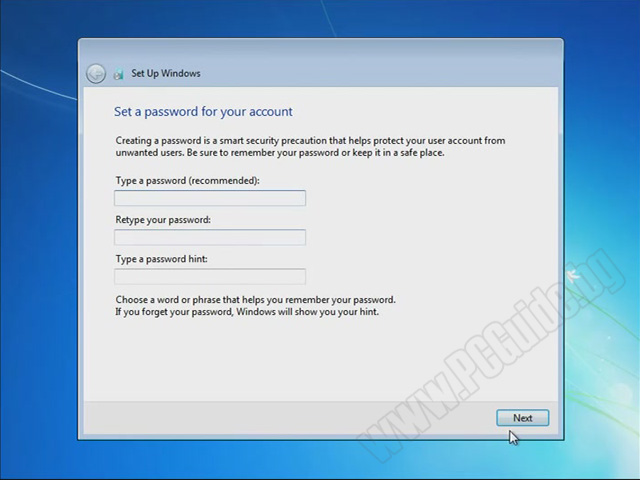 Set Up Windows
Set a password for your account
Creating a password is a smart security precaution that helps protect your user account from
unwanted users. Be sure to remember your password or keep it in a safe place.
Type a password (recommended):
Retype your password:
Type a password hint:
Choose a word or phrase that helps you remember your password.
If you forget your password, Windows will show you your hint.
www.PCGuide.bg
Next